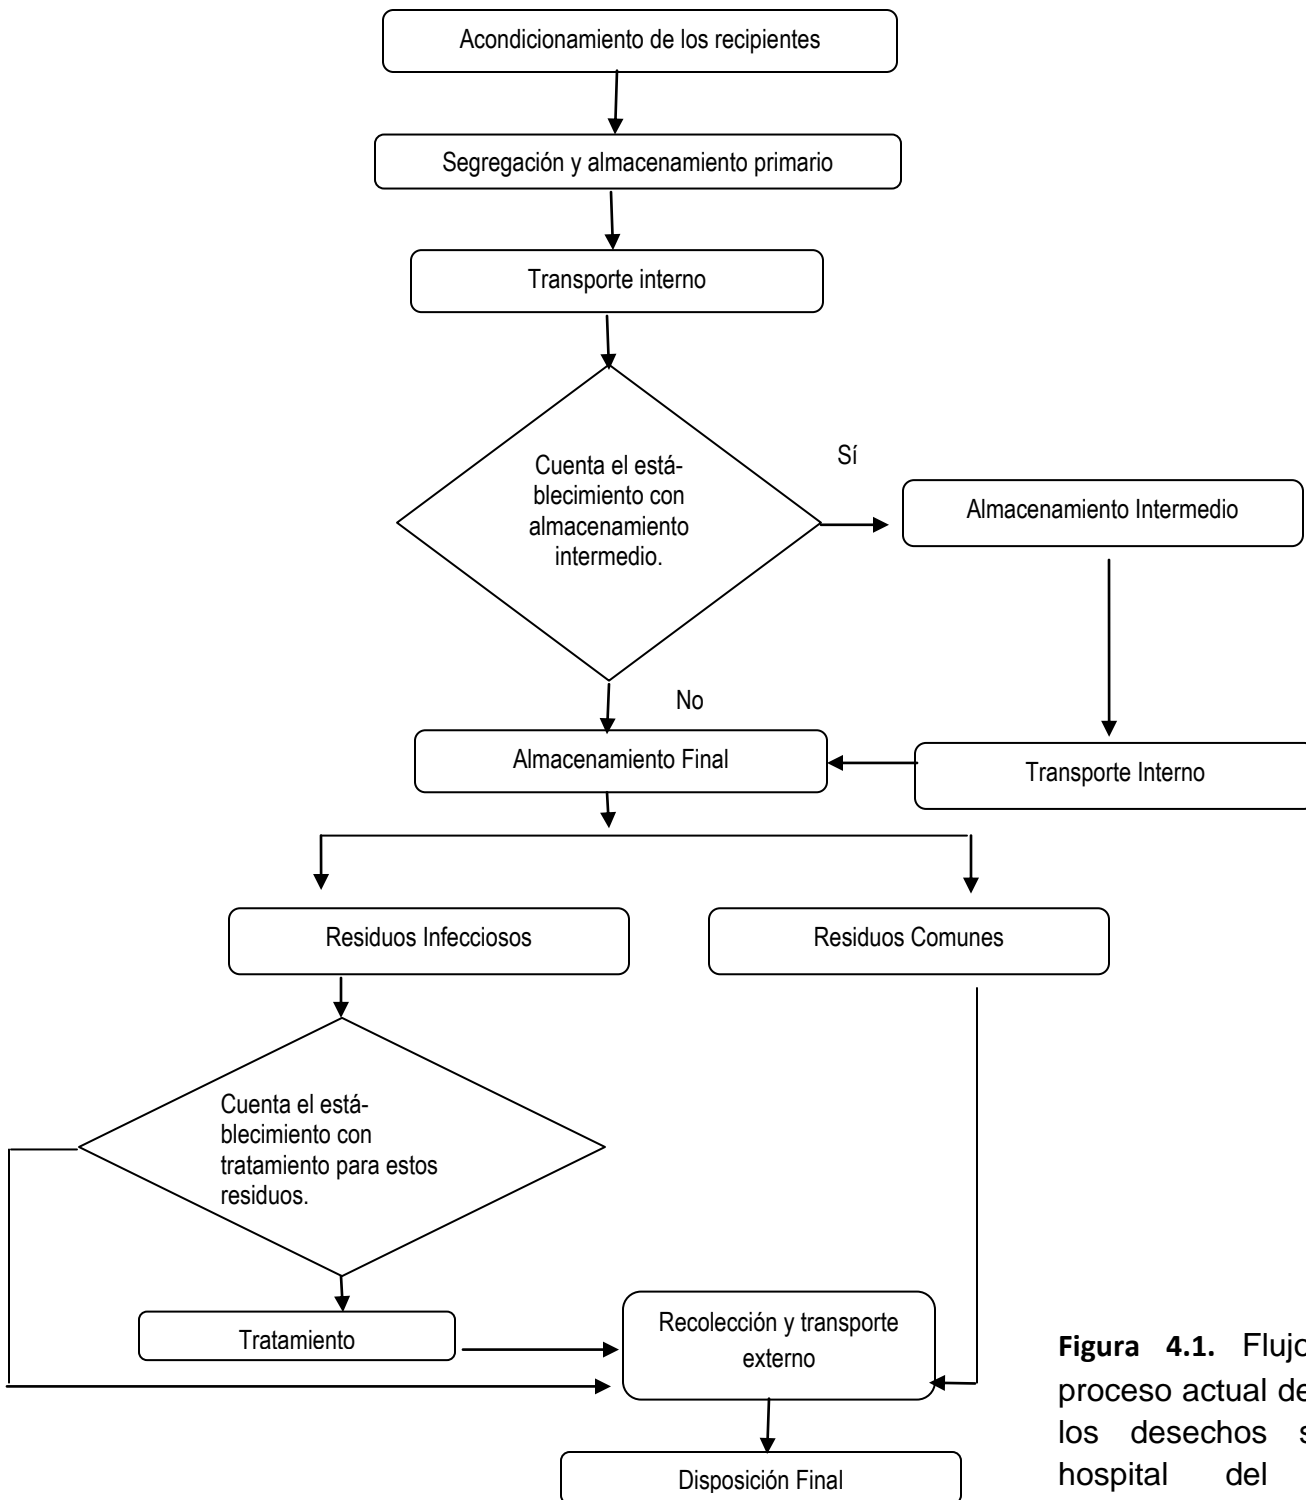 Acondicionamiento de los recipientes
Segregación y almacenamiento primario
Transporte interno
Cuenta el está-
blecimiento con
almacenamiento
intermedio.
Sí
Almacenamiento Intermedio
No
Almacenamiento Final
Transporte Interno
Residuos Infecciosos
Residuos Comunes
Cuenta el está-
blecimiento con
tratamiento para estos
residuos.
Tratamiento
Recolección y transporte
externo
Disposición Final
Figura 4.1. Flujo
proceso actual de
los desechos s
hospital del